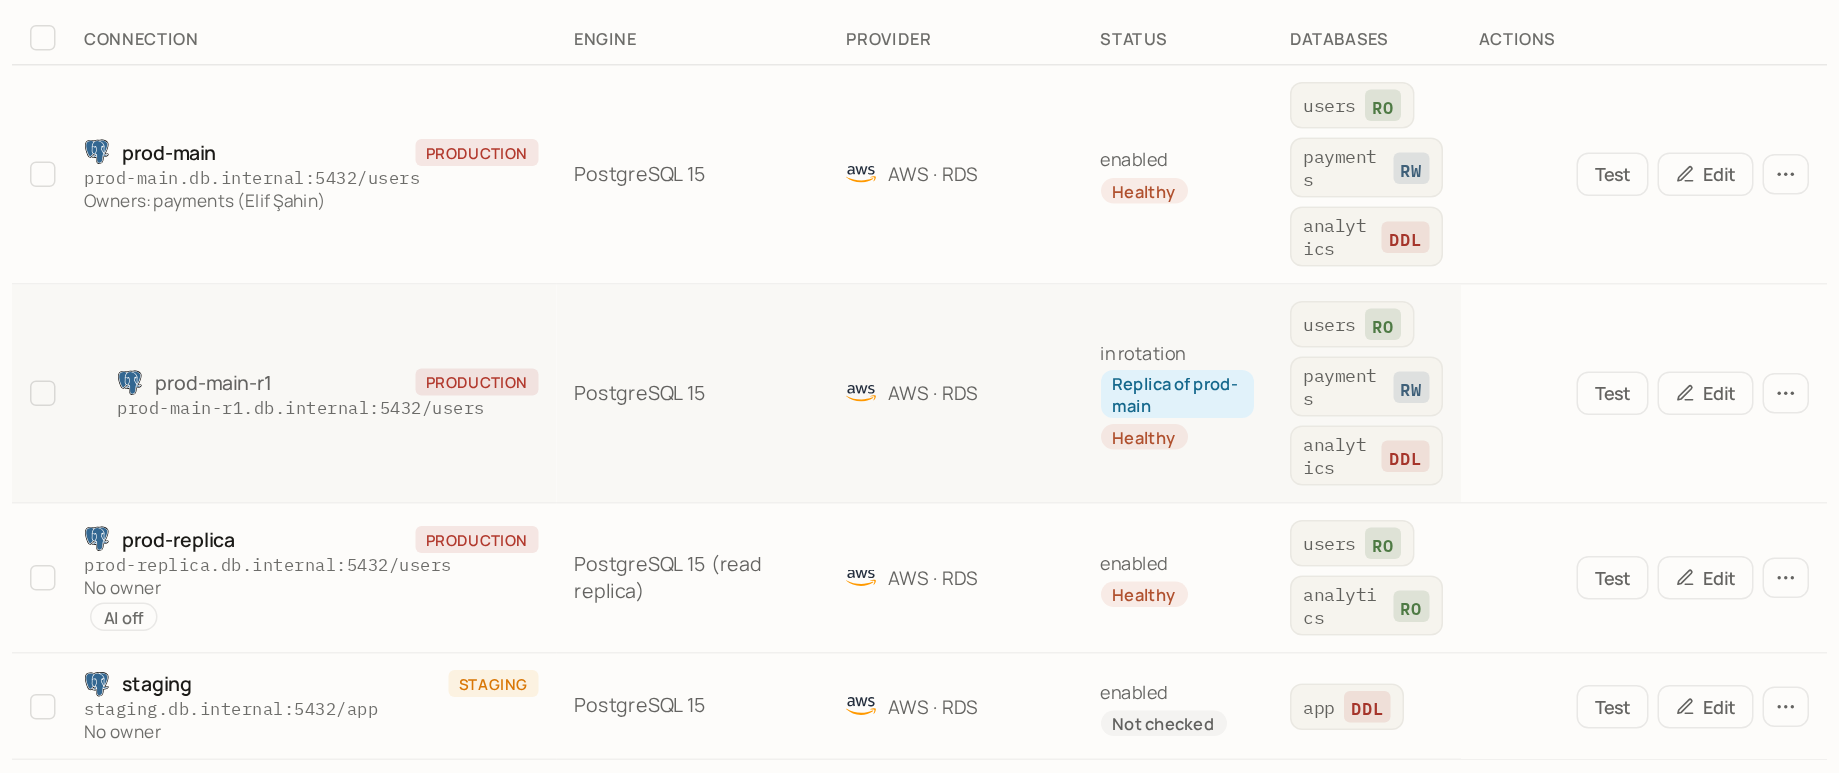 CONNECTION ENGINE PROVIDER STATUS DATABASES ACTIONS
prod-main PRODUCTION
prod-main.db.internal:5432/users
Owners: payments (Elif Şahin)
PostgreSQL 15
aws AWS · RDS
enabled
Healthy
users RO
payment
s RW
analyt
ics DDL
Test Edit ···
prod-main-r1 PRODUCTION
prod-main-r1.db.internal:5432/users
PostgreSQL 15
aws AWS · RDS
in rotation
Replica of prod-
main
Healthy
users RO
payment
s RW
analyt
ics DDL
Test Edit ···
prod-replica PRODUCTION
prod-replica.db.internal:5432/users
No owner
AI off
PostgreSQL 15 (read
replica)
aws AWS · RDS
enabled
Healthy
users RO
analyti
cs RO
Test Edit ···
staging STAGING
staging.db.internal:5432/app
No owner
PostgreSQL 15
aws AWS · RDS
enabled
Not checked
app DDL
Test Edit ···